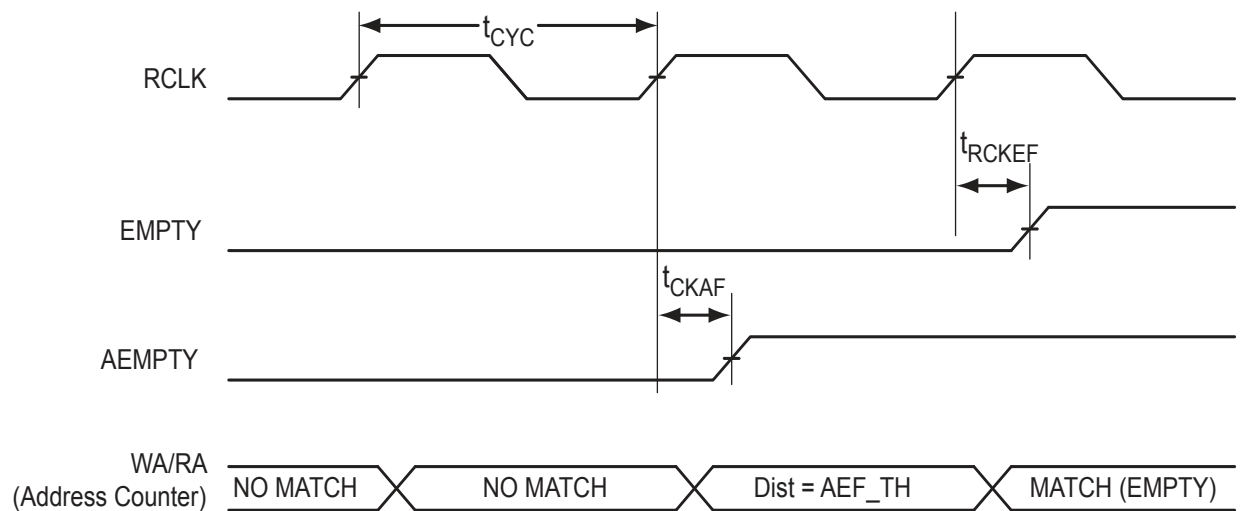 tCYC
RCLK
tRCKEF
EMPTY
tCKAF
AEMPTY
WA/RA
(Address Counter)
NO MATCH
NO MATCH
Dist = AEF_TH
MATCH (EMPTY)